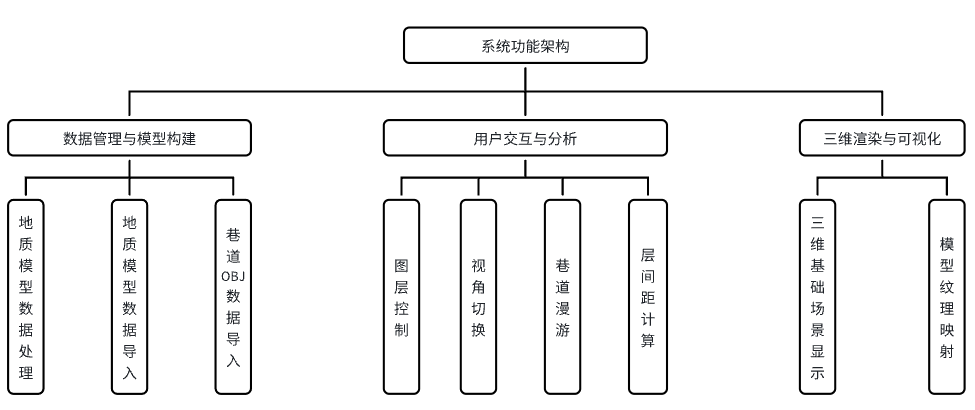 系统功能架构
数据管理与模型构建
用户交互与分析
三维渲染与可视化
地质模型数据处理
地质模型数据导入
巷道OBJ数据导入
图层控制
视角切换
巷道漫游
层间距计算
三维基础场景显示
模型纹理映射